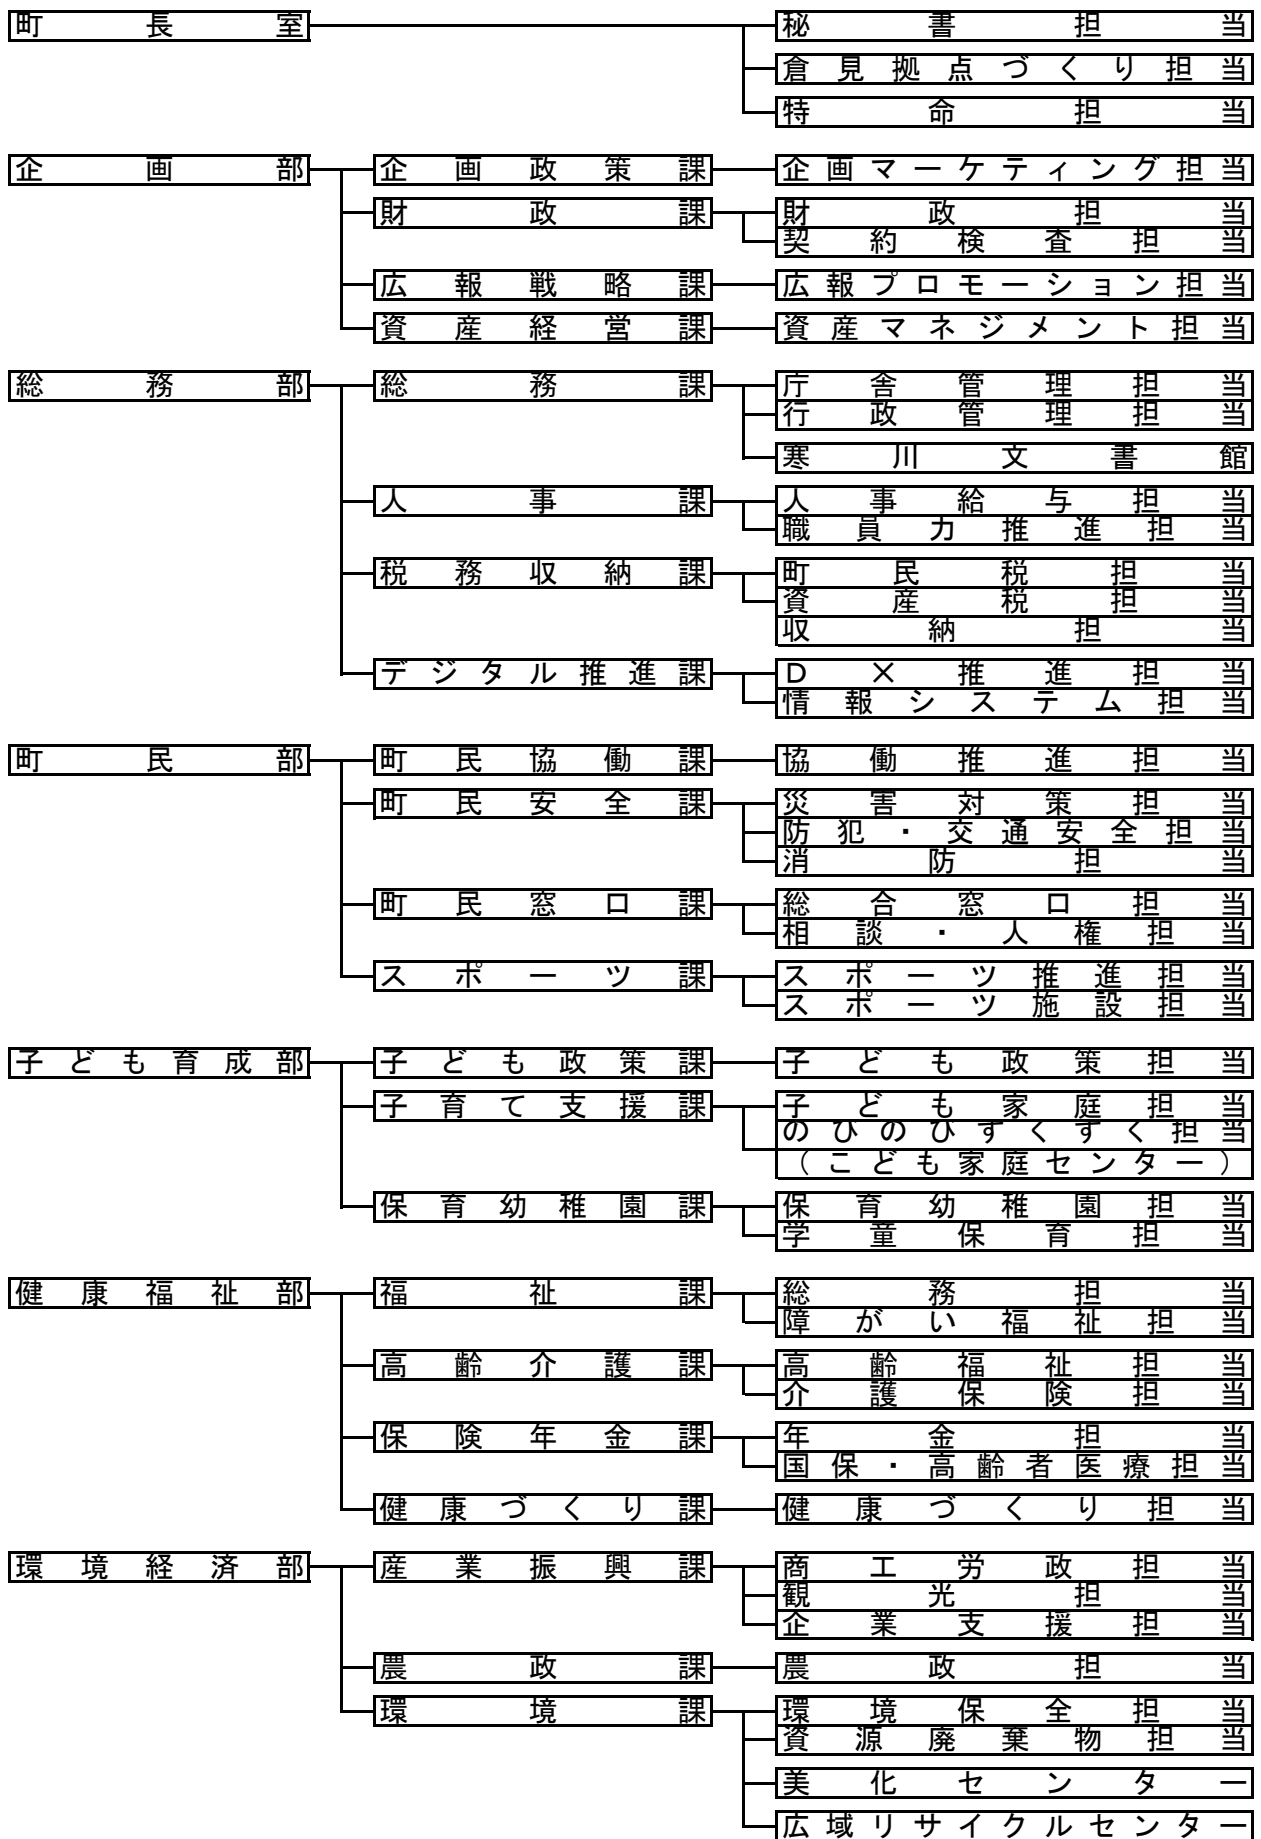 町長室 秘書担当
倉見拠点づくり担当
特命担当
企画部 企画政策課 企画マーケティング担当
財政課 財政担当
契約検査担当
広報戦略課 広報プロモーション担当
資産経営課 資産マネジメント担当
総務部 総務課 庁舎管理担当
行政管理担当
寒川文書館
人事課 人事給与担当
職員力推進担当
税務収納課 町民税担当
資産税担当
収納担当
デジタル推進課 DX推進担当
情報システム担当
町民部 町民協働課 協働推進担当
町民安全課 災害対策担当
防犯・交通安全担当
消防担当
町民窓口課 総合窓口担当
相談・人権担当
スポーツ課 スポーツ推進担当
スポーツ施設担当
子ども育成部 子ども政策課 子ども政策担当
子育て支援課 子ども家庭担当
のびのびすくすく担当
(こども家庭センター)
保育幼稚園課 保育幼稚園担当
学童保育担当
健康福祉部 福祉課 総務担当
障がい福祉担当
高齢介護課 高齢福祉担当
介護保険担当
保険年金課 年金担当
国保・高齢者医療担当
健康づくり課 健康づくり担当
環境経済部 産業振興課 商工労政担当
観光担当
企業支援担当
農政課 農政担当
環境課 環境保全担当
資源廃棄物担当
美化センター
広域リサイクルセンター